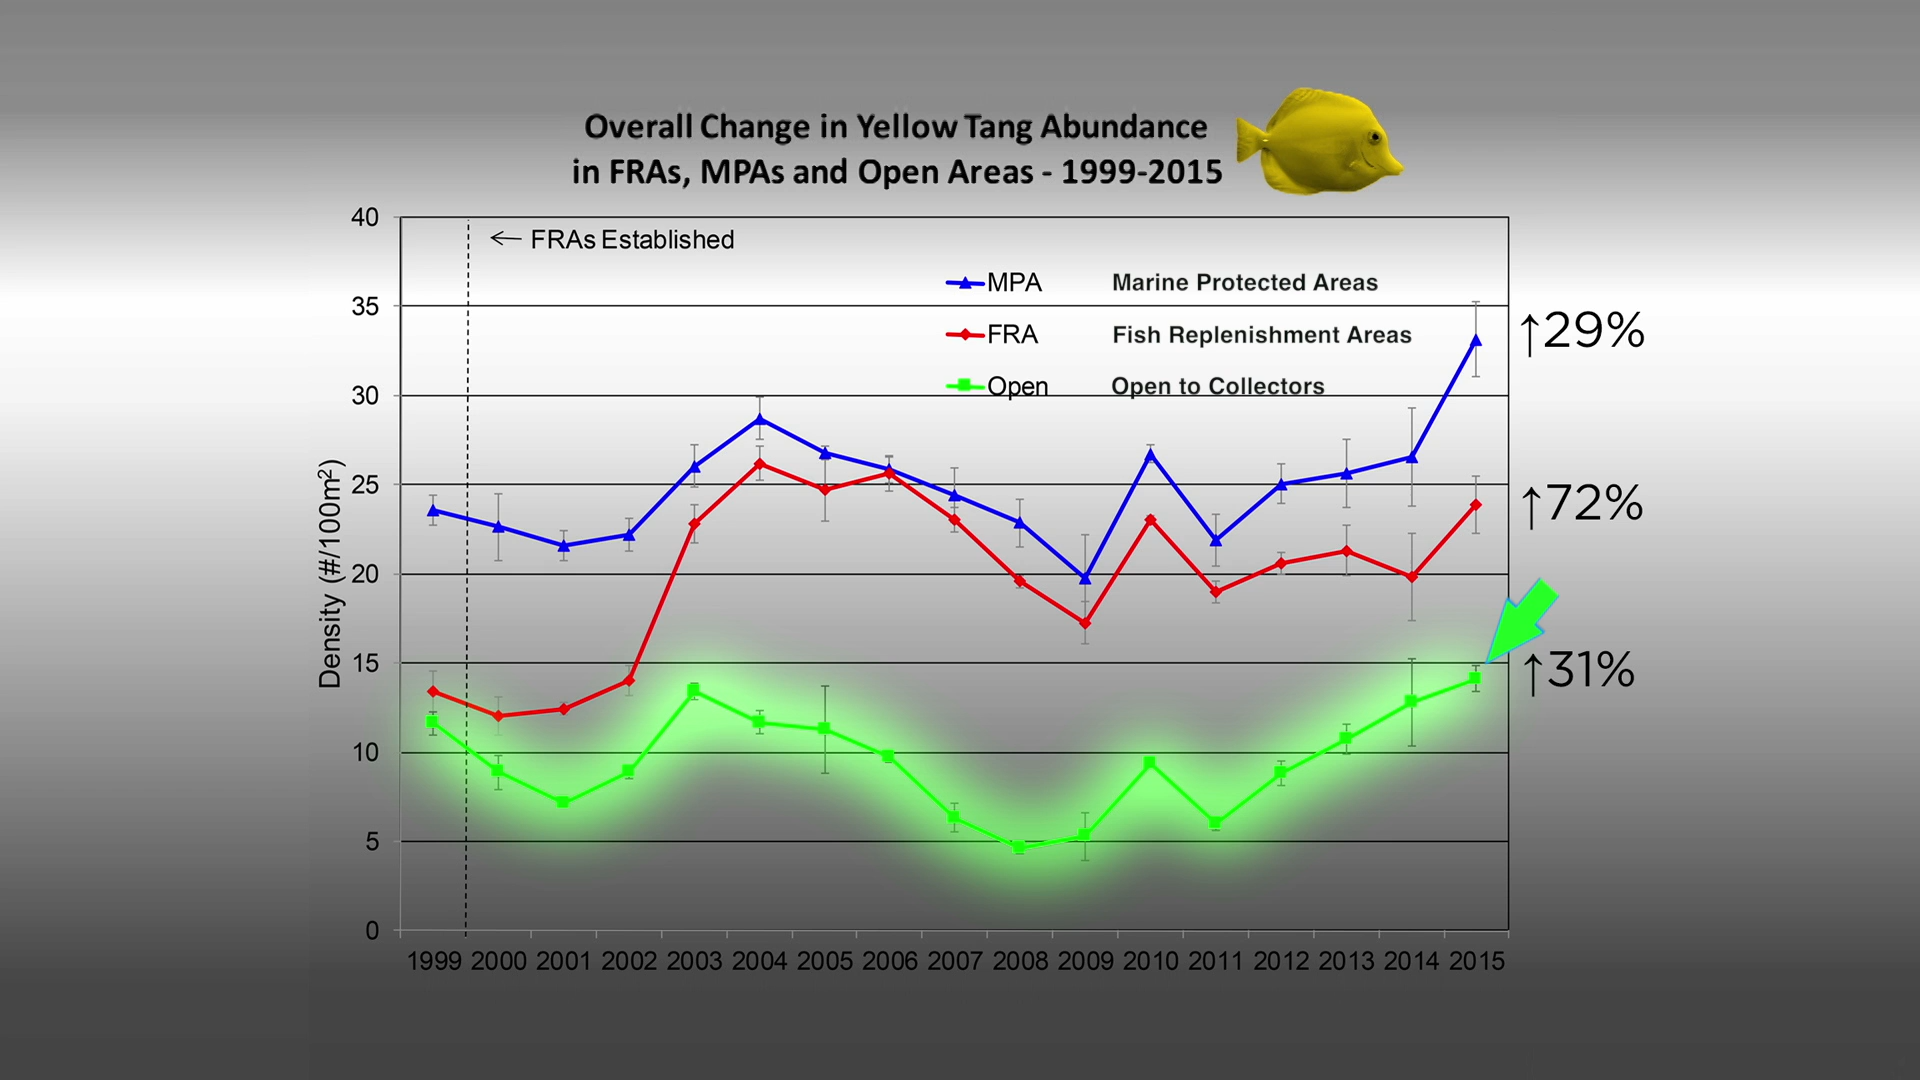 Overall Change in Yellow Tang Abundance
in FRAs, MPAs and Open Areas - 1999-2015
40
← FRAs Established
MPA Marine Protected Areas
35
↑29%
FRA Fish Replenishment Areas
Open Open to Collectors
30
25
↑72%
Density (#/100m²)
20
15
↑31%
10
5
0
1999 2000 2001 2002 2003 2004 2005 2006 2007 2008 2009 2010 2011 2012 2013 2014 2015